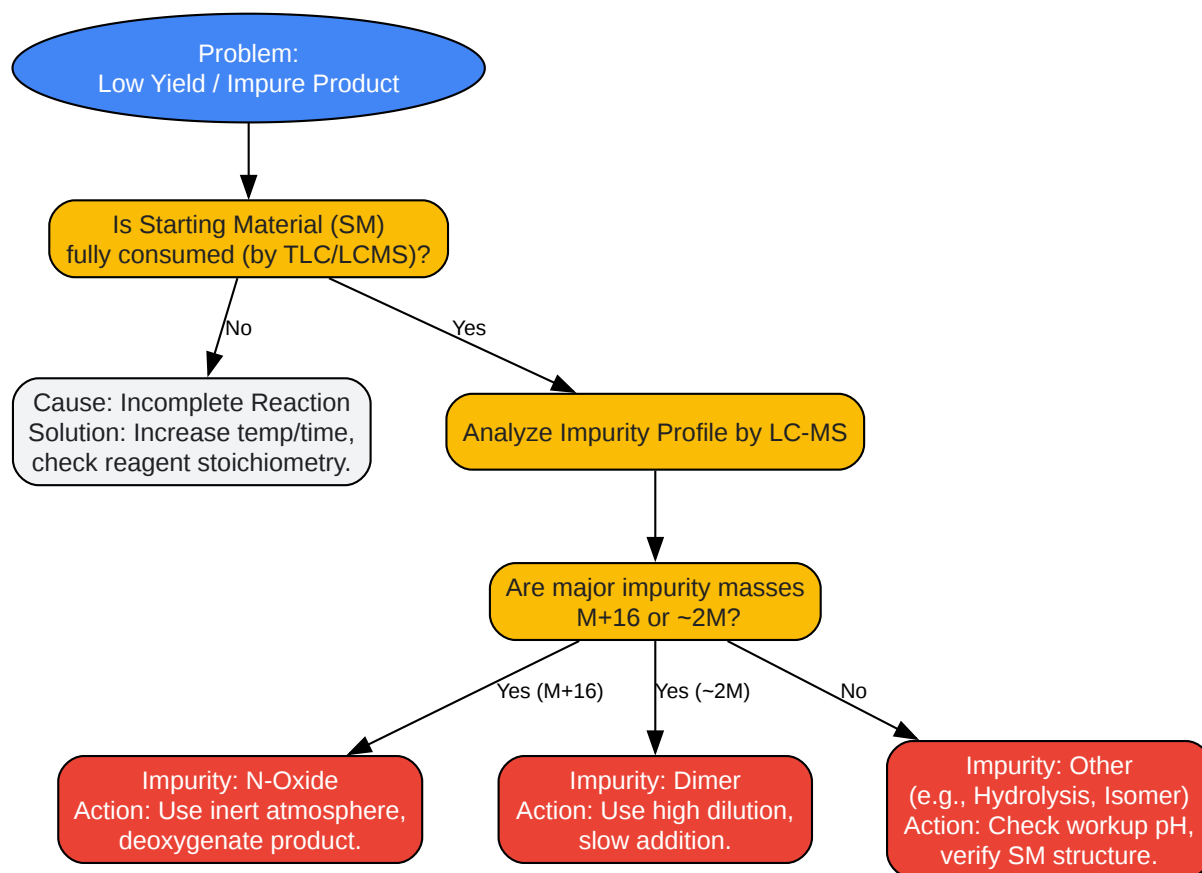 Problem:
Low Yield / Impure Product
Is Starting Material (SM)
fully consumed (by TLC/LCMS)?
No
Yes
Cause: Incomplete Reaction
Solution: Increase temp/time,
check reagent stoichiometry.
Analyze Impurity Profile by LC-MS
Are major impurity masses
M+16 or ~2M?
Yes (M+16)
Yes (~2M)
No
Impurity: N-Oxide
Action: Use inert atmosphere,
deoxygenate product.
Impurity: Dimer
Action: Use high dilution,
slow addition.
Impurity: Other
(e.g., Hydrolysis, Isomer)
Action: Check workup pH,
verify SM structure.